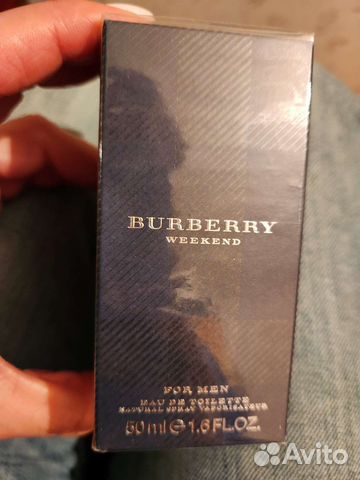 BURBERRY
WEEKEND
FOR MEN
EAU DE TOILETTE
NATURAL SPRAY VAPORISATEUR
50 ml ℮ 1.6 FL.OZ.
Avito